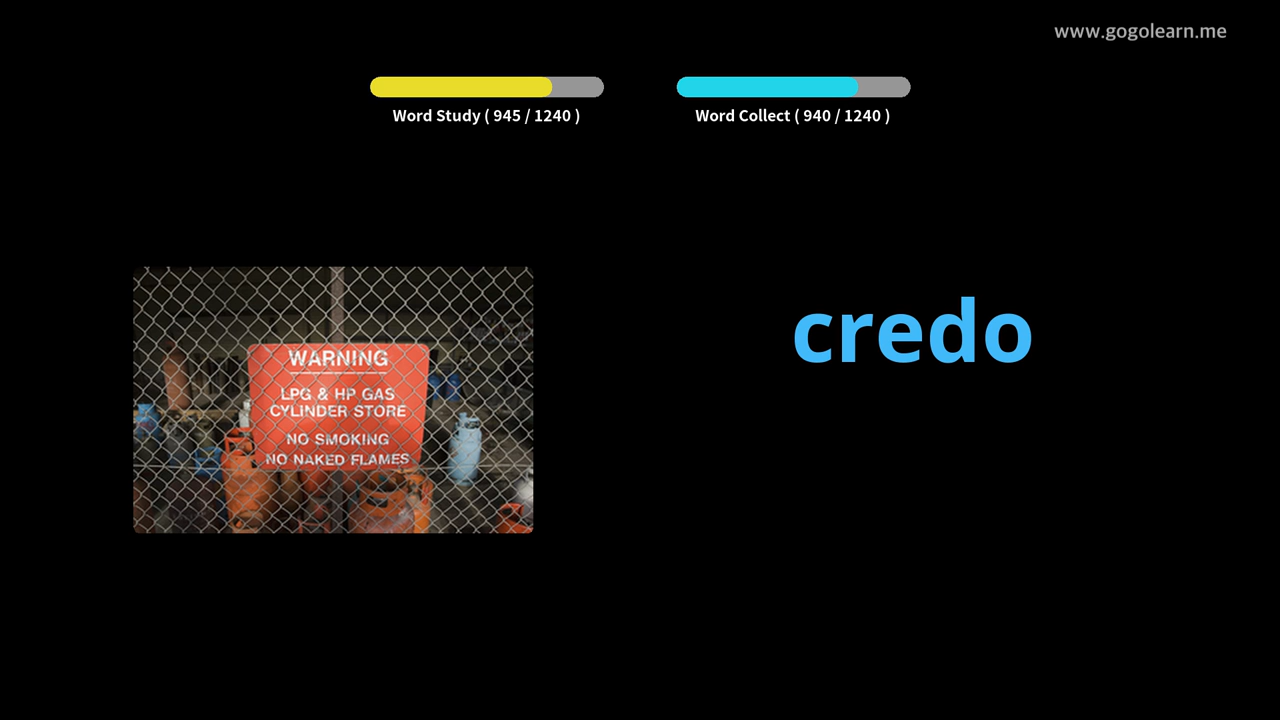 www.gogolearn.me
Word Study ( 945 / 1240 )
Word Collect ( 940 / 1240 )
credo
WARNING
LPG & HP GAS
CYLINDER STORE
NO SMOKING
NO NAKED FLAMES